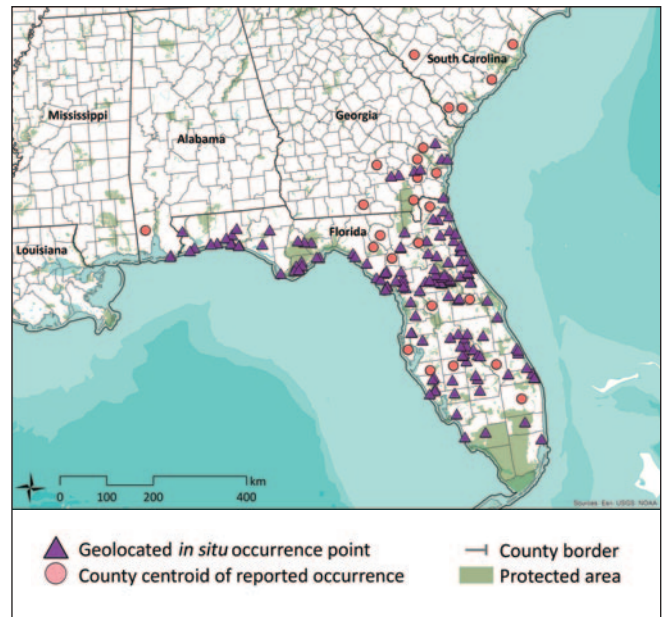 South Carolina
Mississippi
Georgia
Alabama
Florida
Louisiana
km
0 100 200 400
Sources: Esri USGS NOAA
Geolocated in situ occurrence point
County border
County centroid of reported occurrence
Protected area